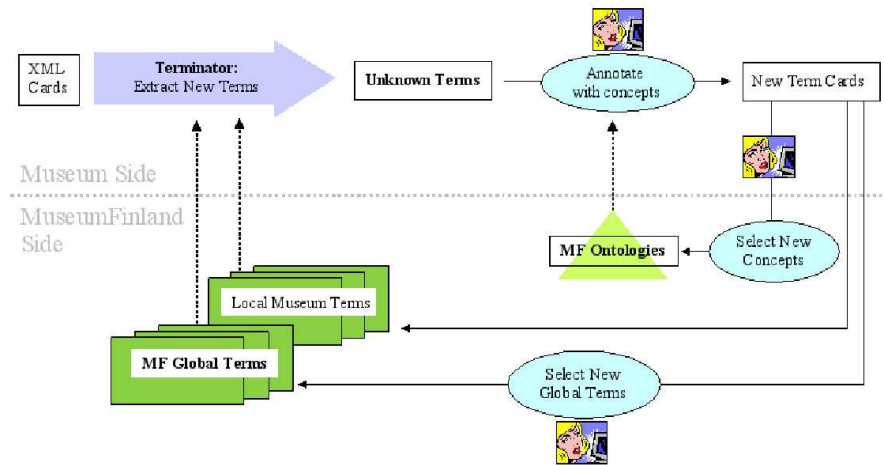 XML
Cards
Terminator:
Extract New Terms
Unknown Terms
Annotate
with concepts
New Term Cards
Museum Side
MuseumFinland
Side
MF Ontologies
Select New
Concepts
Local Museum Terms
MF Global Terms
Select New
Global Terms